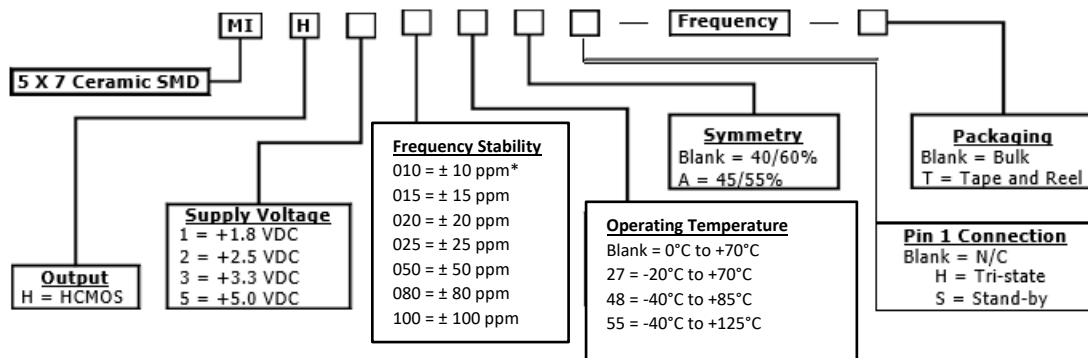 MI H — Frequency —
5 X 7 Ceramic SMD
Output
H = HCMOS
Supply Voltage
1 = +1.8 VDC
2 = +2.5 VDC
3 = +3.3 VDC
5 = +5.0 VDC
Frequency Stability
010 = ± 10 ppm*
015 = ± 15 ppm
020 = ± 20 ppm
025 = ± 25 ppm
050 = ± 50 ppm
080 = ± 80 ppm
100 = ± 100 ppm
Operating Temperature
Blank = 0°C to +70°C
27 = -20°C to +70°C
48 = -40°C to +85°C
55 = -40°C to +125°C
Symmetry
Blank = 40/60%
A = 45/55%
Packaging
Blank = Bulk
T = Tape and Reel
Pin 1 Connection
Blank = N/C
H = Tri-state
S = Stand-by